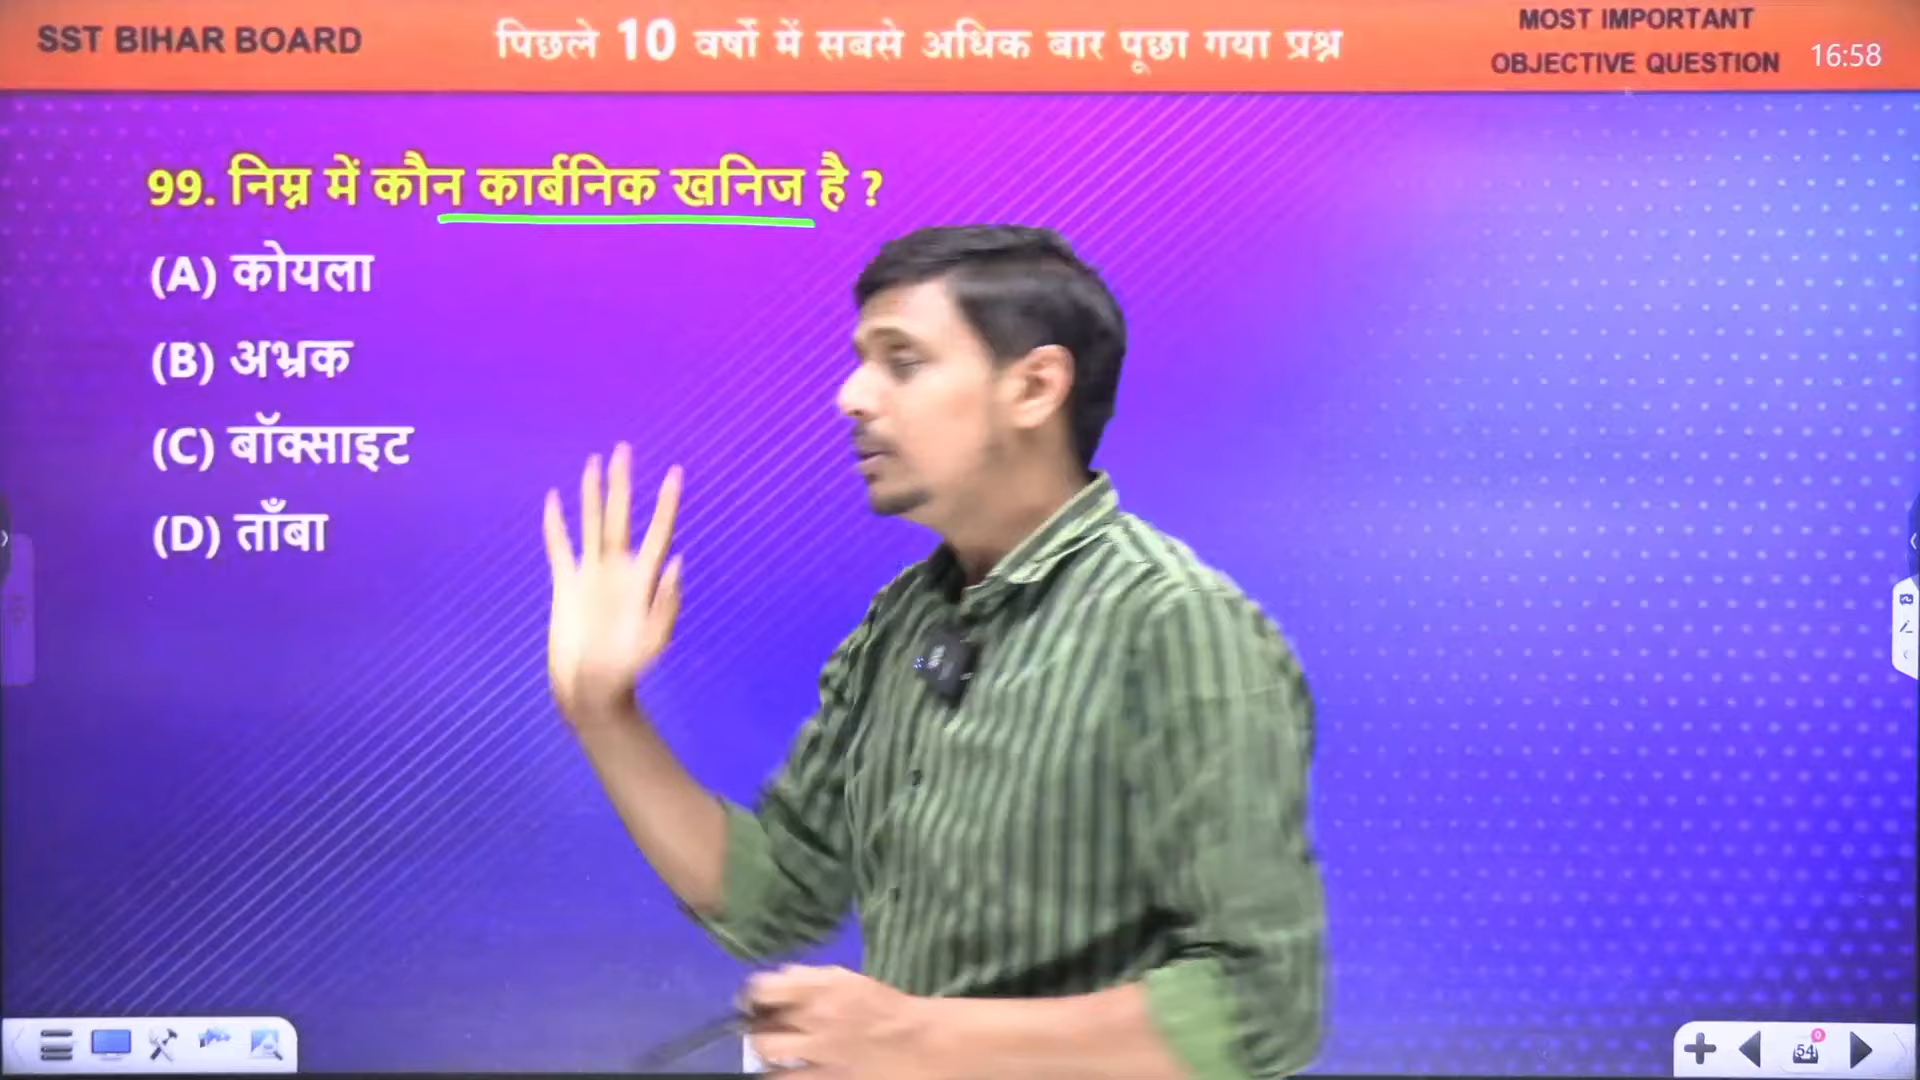 SST BIHAR BOARD
पिछले 10 वर्षो में सबसे अधिक बार पूछा गया प्रश्न
MOST IMPORTANT
OBJECTIVE QUESTION
16:58
99. निम्न में कौन कार्बनिक खनिज है ?
(A) कोयला
(B) अभ्रक
(C) बॉक्साइट
(D) ताँबा
0
54